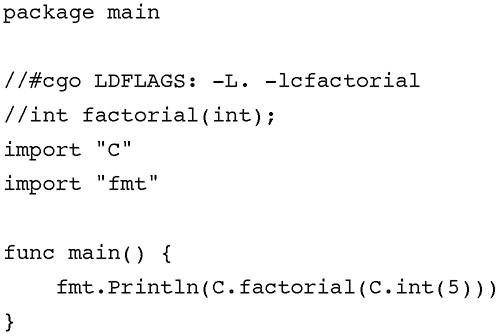 package main

//#cgo LDFLAGS: -L. -lcfactorial
//int factorial(int);
import "C"
import "fmt"

func main() {
    fmt.Println(C.factorial(C.int(5)))
}